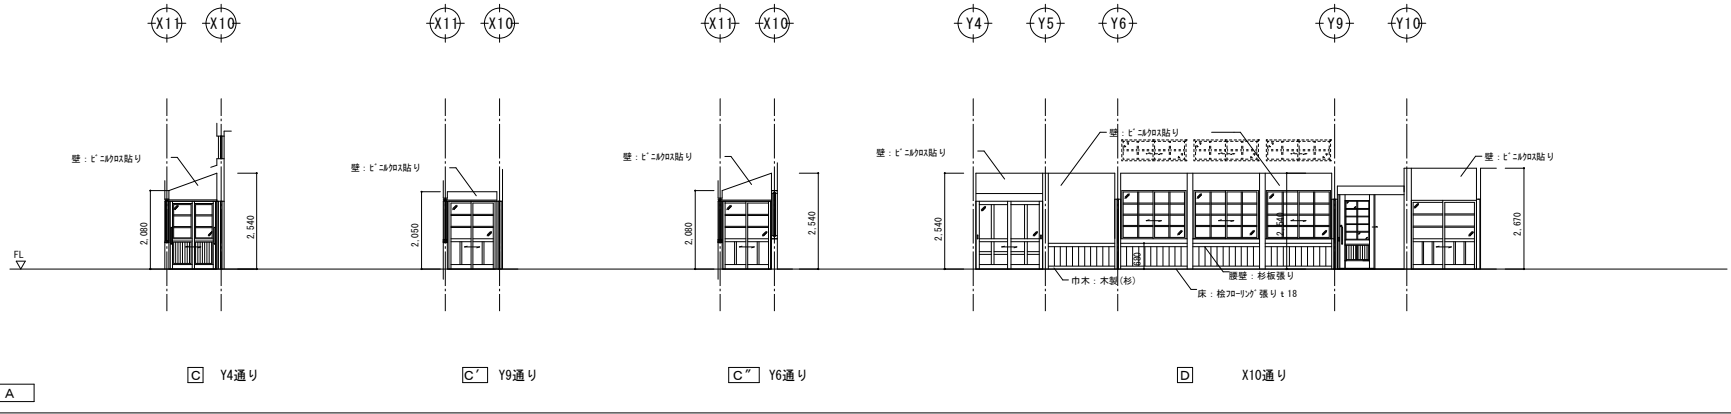 X11 X10 X11 X10 X11 X10 Y4 Y5 Y6 Y9 Y10
壁：ﾋﾞﾆﾙｸﾛｽ貼り
2,080
2,540
壁：ﾋﾞﾆﾙｸﾛｽ貼り
2,050
壁：ﾋﾞﾆﾙｸﾛｽ貼り
2,080
2,540
壁：ﾋﾞﾆﾙｸﾛｽ貼り
壁：ﾋﾞﾆﾙｸﾛｽ貼り
壁：ﾋﾞﾆﾙｸﾛｽ貼り
2,540
2,540
680
2,670
FL
巾木：木製(杉)
腰壁：杉板張り
床：桧ﾌﾛｰﾘﾝｸﾞ張りｔ18
C Y4通り
C′ Y9通り
C″ Y6通り
D X10通り
A